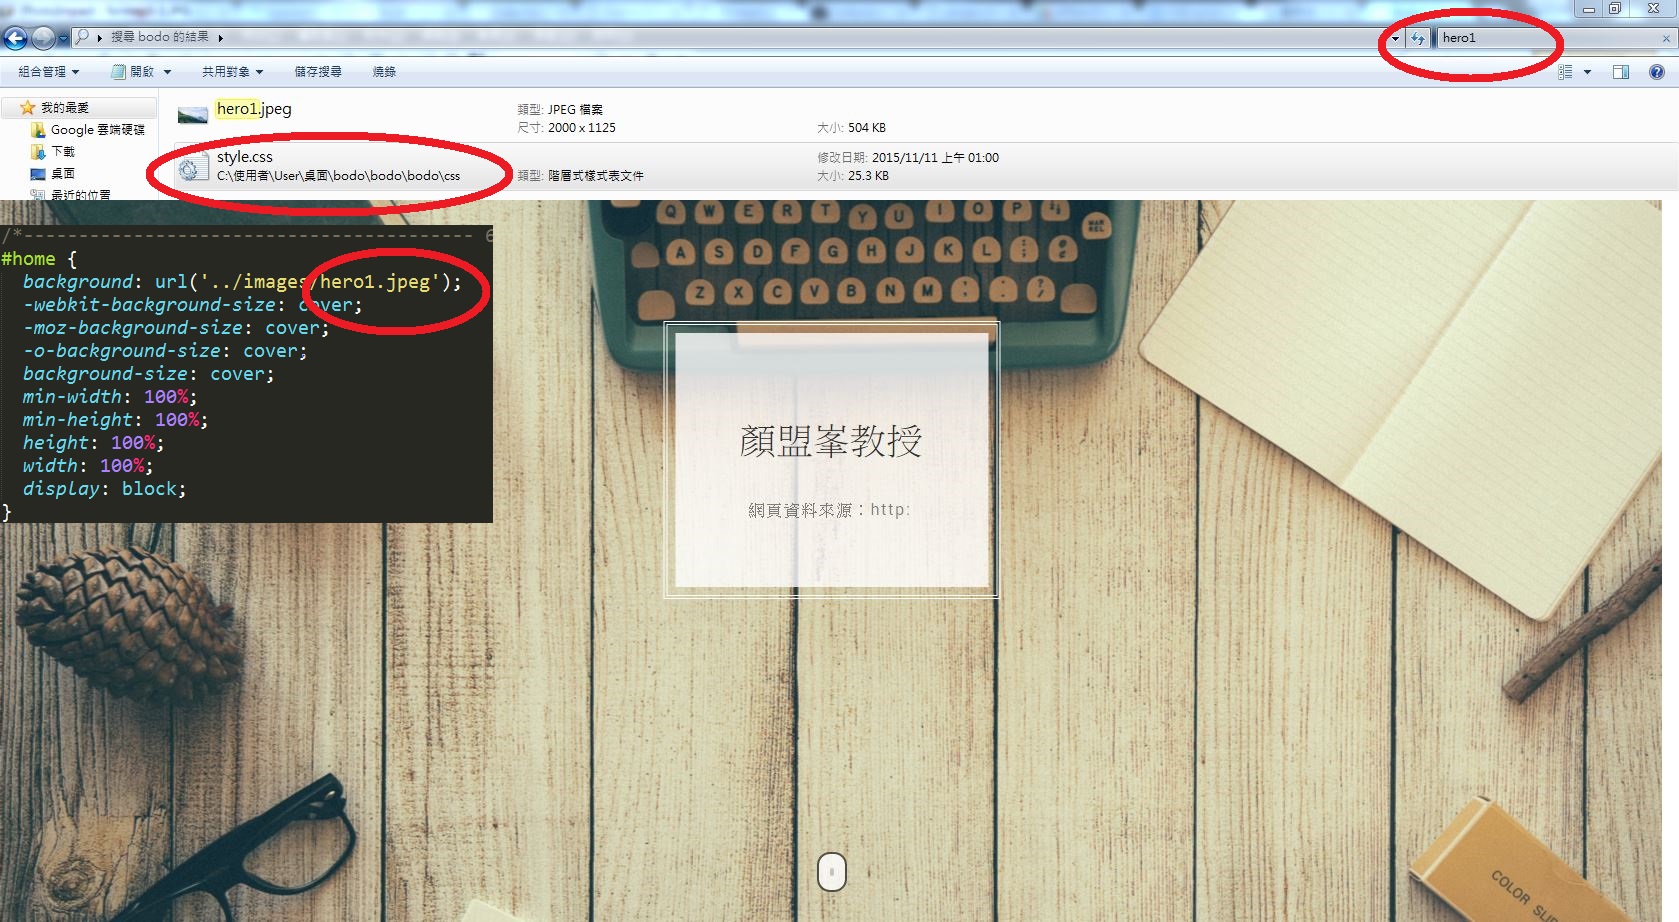 搜尋 bodo 的結果
hero1
組合管理 開啟 共用對象 儲存搜尋 燒錄
我的最愛
Google 雲端硬碟
下載
桌面
最近的位置
hero1.jpeg
類型: JPEG 檔案
尺寸: 2000 x 1125
大小: 504 KB
style.css
C:\使用者\User\桌面\bodo\bodo\bodo\css
類型: 階層式樣式表文件
修改日期: 2015/11/11 上午 01:00
大小: 25.3 KB
/*----------------------------------------- 6
#home {
background: url('../images/hero1.jpeg');
-webkit-background-size: cover;
-moz-background-size: cover;
-o-background-size: cover;
background-size: cover;
min-width: 100%;
min-height: 100%;
height: 100%;
width: 100%;
display: block;
}
Q W E R T Y U I O P
MAR REL
A S D F G H J K L
Z X C V B N M
顏盟峯教授
網頁資料來源：http:
COLOR